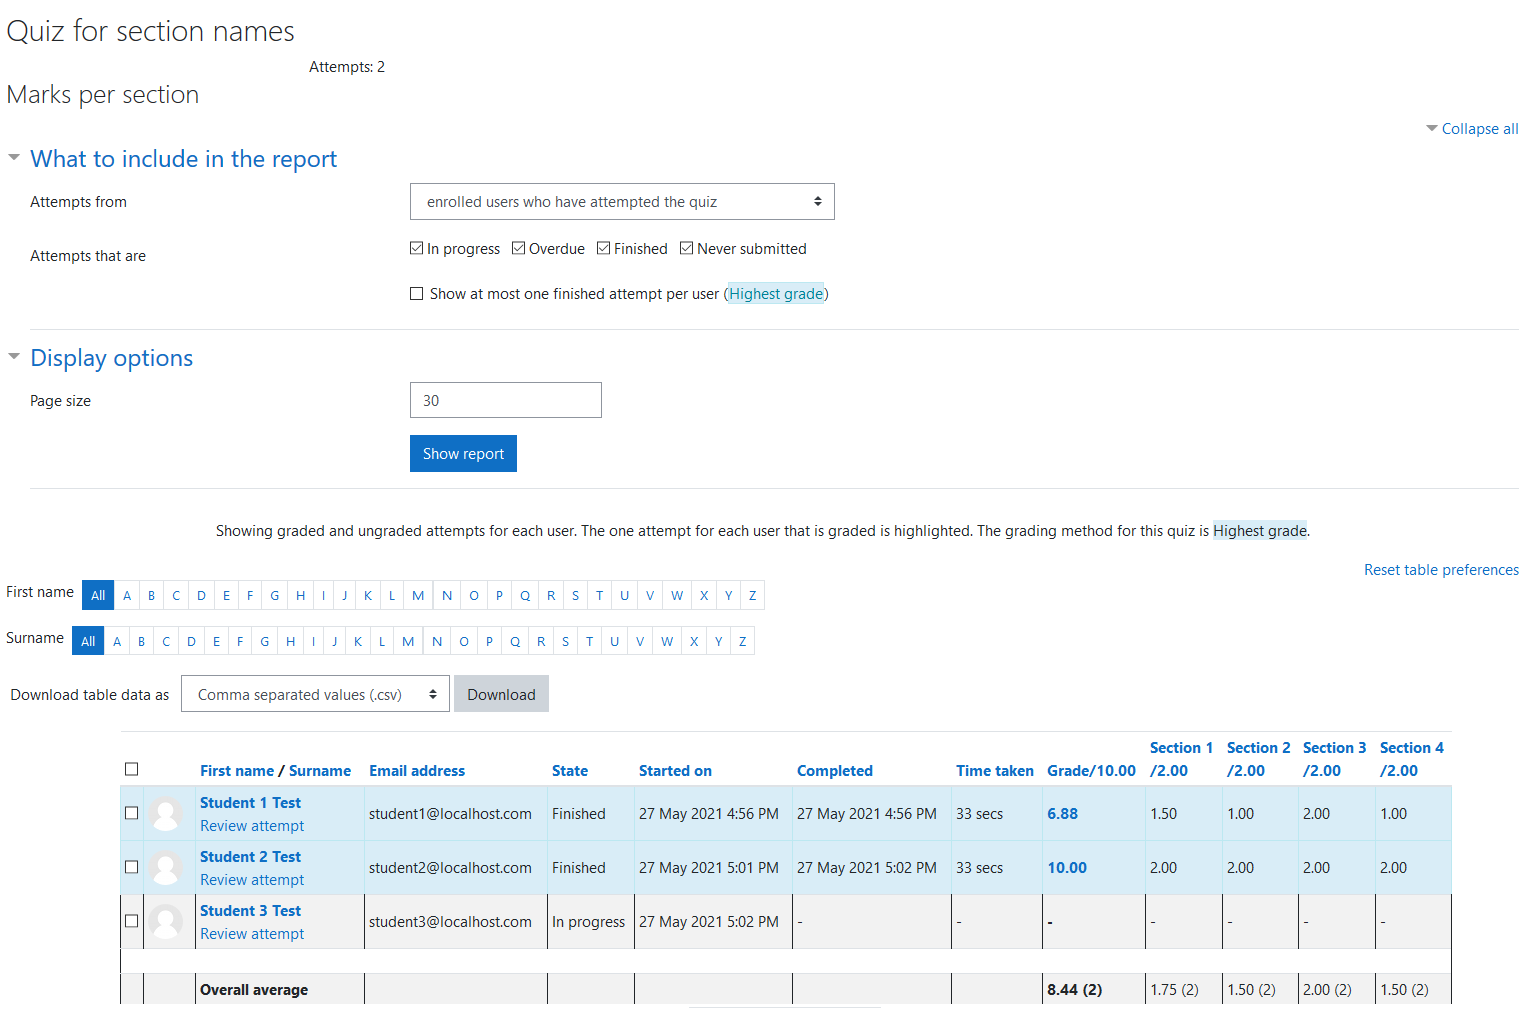 Quiz for section names
Attempts: 2
Marks per section
Collapse all
What to include in the report
Attempts from enrolled users who have attempted the quiz
Attempts that are In progress Overdue Finished Never submitted
Show at most one finished attempt per user (Highest grade)
Display options
Page size 30
Show report
Showing graded and ungraded attempts for each user. The one attempt for each user that is graded is highlighted. The grading method for this quiz is Highest grade.
Reset table preferences
First name All A B C D E F G H I J K L M N O P Q R S T U V W X Y Z
Surname All A B C D E F G H I J K L M N O P Q R S T U V W X Y Z
Download table data as Comma separated values (.csv) Download
Section 1 Section 2 Section 3 Section 4
First name / Surname Email address State Started on Completed Time taken Grade/10.00 /2.00 /2.00 /2.00 /2.00
Student 1 Test
student1@localhost.com Finished 27 May 2021 4:56 PM 27 May 2021 4:56 PM 33 secs 6.88 1.50 1.00 2.00 1.00
Review attempt
Student 2 Test
student2@localhost.com Finished 27 May 2021 5:01 PM 27 May 2021 5:02 PM 33 secs 10.00 2.00 2.00 2.00 2.00
Review attempt
Student 3 Test
student3@localhost.com In progress 27 May 2021 5:02 PM - - - - - - -
Review attempt
Overall average 8.44 (2) 1.75 (2) 1.50 (2) 2.00 (2) 1.50 (2)